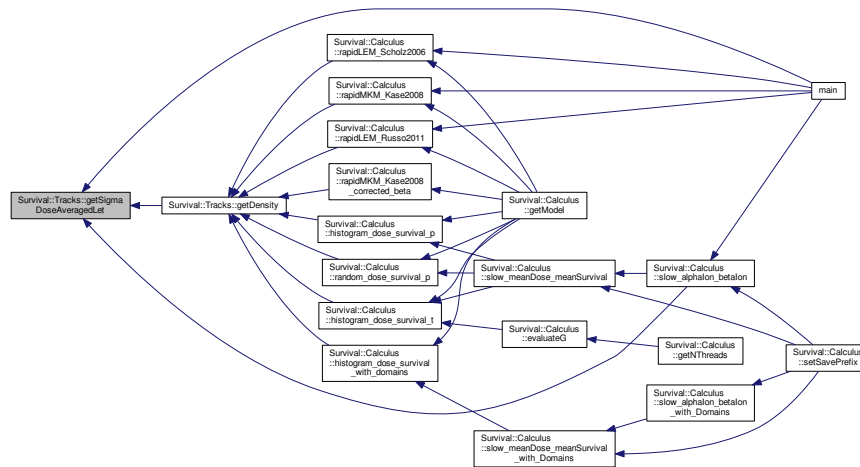 Survival::Tracks::getSigma
DoseAveragedLet
Survival::Tracks::getDensity
Survival::Calculus
::rapidLEM_Scholz2006
Survival::Calculus
::rapidMKM_Kase2008
Survival::Calculus
::rapidLEM_Russo2011
Survival::Calculus
::rapidMKM_Kase2008
_corrected_beta
Survival::Calculus
::histogram_dose_survival_p
Survival::Calculus
::random_dose_survival_p
Survival::Calculus
::histogram_dose_survival_t
Survival::Calculus
::histogram_dose_survival
_with_domains
Survival::Calculus
::getModel
Survival::Calculus
::slow_meanDose_meanSurvival
Survival::Calculus
::evaluateG
Survival::Calculus
::slow_meanDose_meanSurvival
_with_Domains
main
Survival::Calculus
::slow_alphaIon_betaIon
Survival::Calculus
::getNThreads
Survival::Calculus
::slow_alphaIon_betaIon
_with_Domains
Survival::Calculus
::setSavePrefix